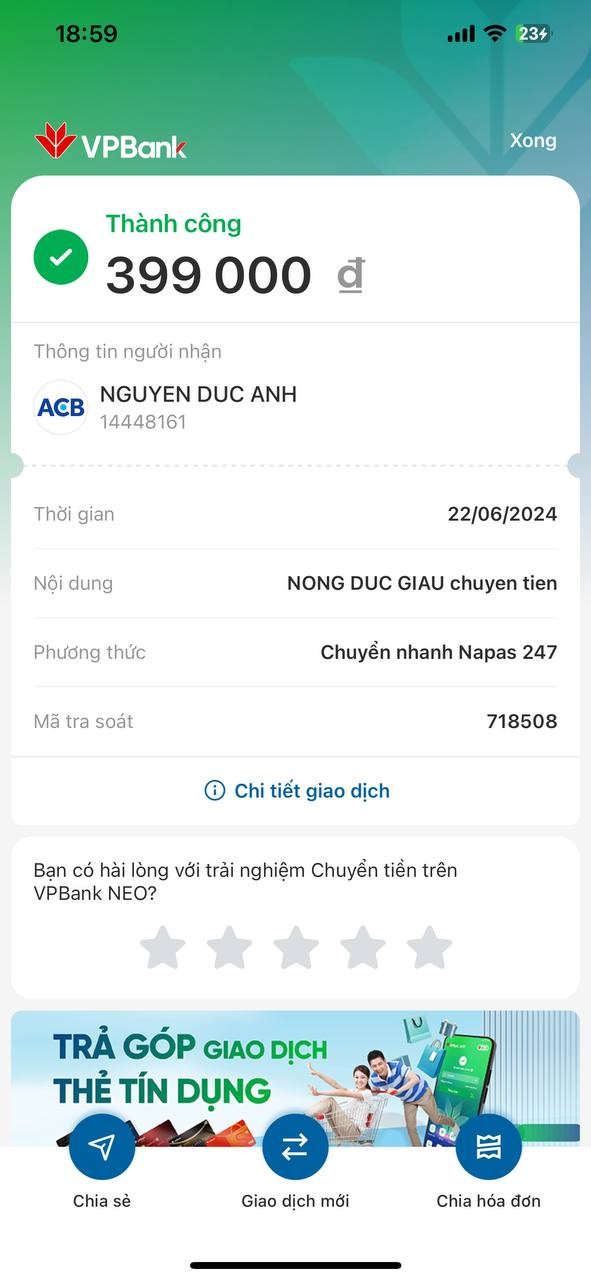 18:59
23
VPBank
Xong
Thành công
399 000 đ
Thông tin người nhận
ACB
NGUYEN DUC ANH
14448161
Thời gian
22/06/2024
Nội dung
NONG DUC GIAU chuyen tien
Phương thức
Chuyển nhanh Napas 247
Mã tra soát
718508
Chi tiết giao dịch
Bạn có hài lòng với trải nghiệm Chuyển tiền trên
VPBank NEO?
TRẢ GÓP GIAO DỊCH
THẺ TÍN DỤNG
Chia sẻ
Giao dịch mới
Chia hóa đơn